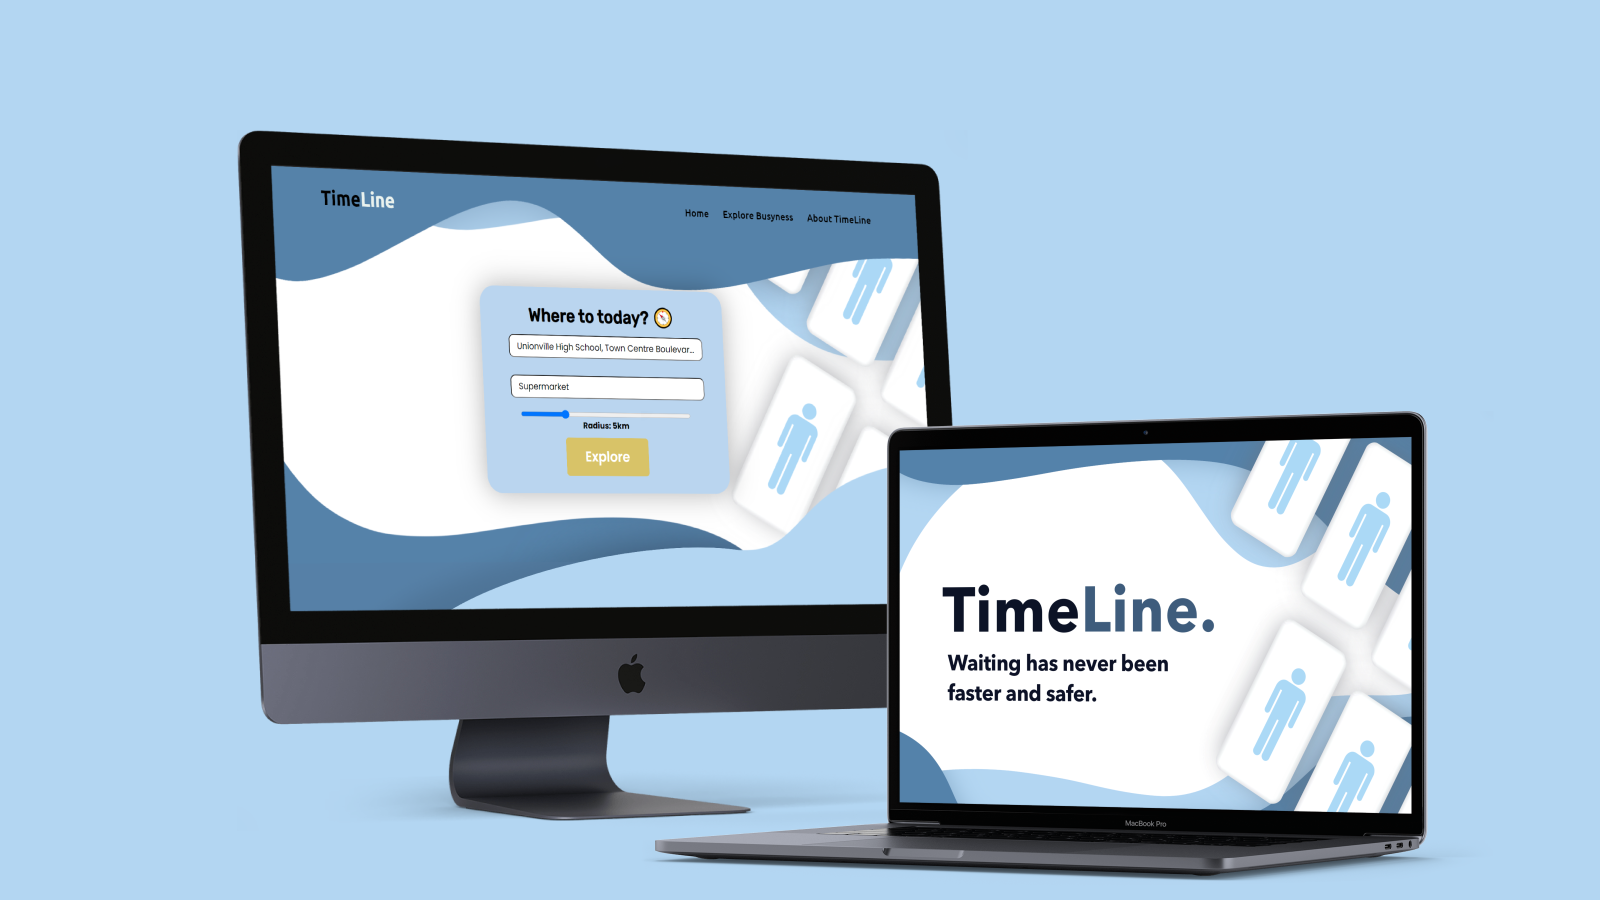 TimeLine
Home Explore Busyness About TimeLine
Where to today?
Unionville High School, Town Centre Boulevar...
Supermarket
Radius: 5km
Explore
TimeLine.
Waiting has never been
faster and safer.
MacBook Pro